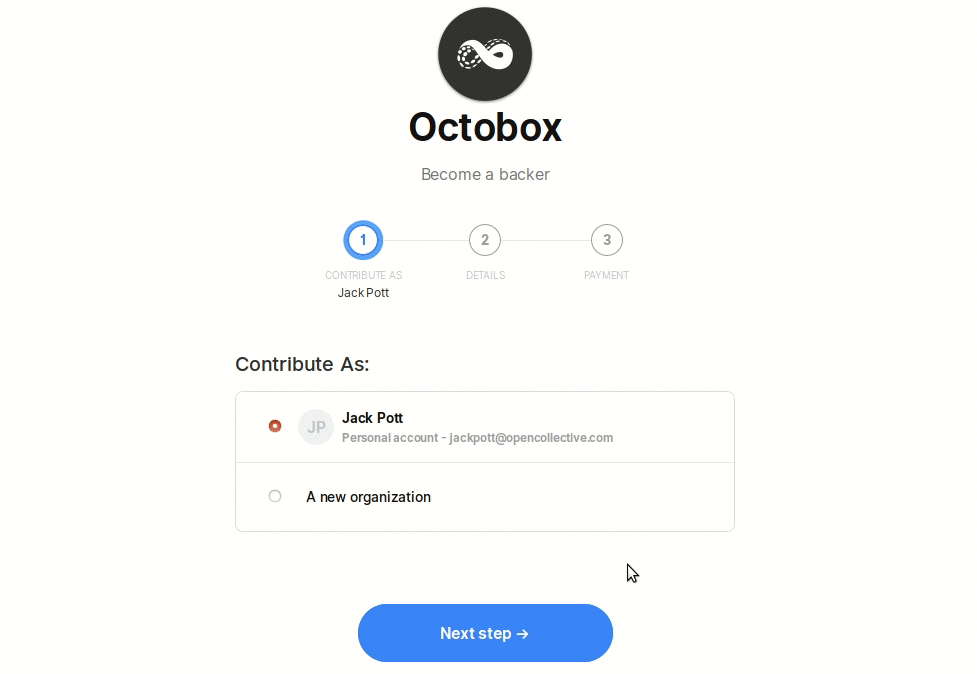 Octobox
Become a backer
1 2 3
CONTRIBUTE AS DETAILS PAYMENT
Jack Pott
Contribute As:
JP Jack Pott
Personal account - jackpott@opencollective.com
A new organization
Next step →